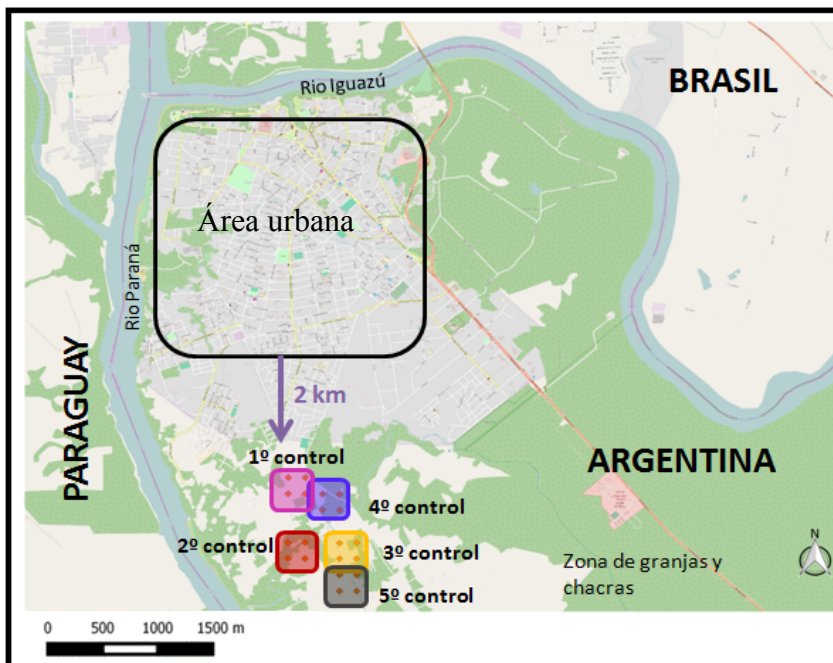 BRASIL
Rio Iguazú
Área urbana
Rio Paraná
PARAGUAY
2 km
1º control
ARGENTINA
4º control
2º control
3º control
N
Zona de granjas y
chacras
5º control
0 500 1000 1500 m